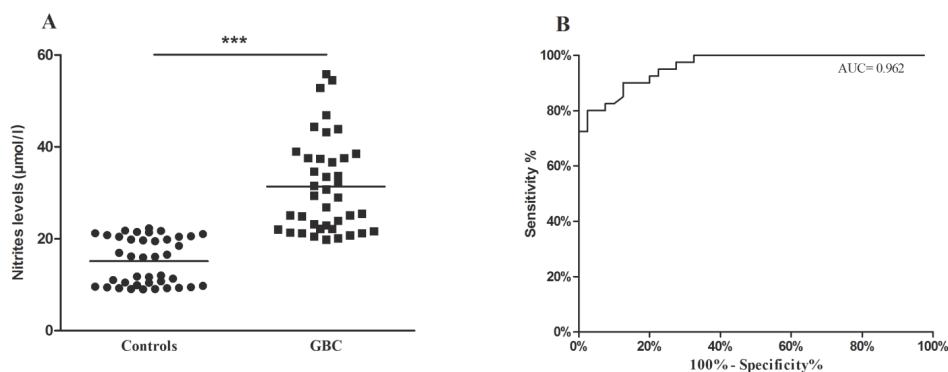 A
***
Nitrites levels (µmol/l)
60
40
20
0
Controls
GBC
B
Sensitivity %
100%
80%
60%
40%
20%
0%
AUC= 0.962
0%
20%
40%
60%
80%
100%
100% - Specificity%